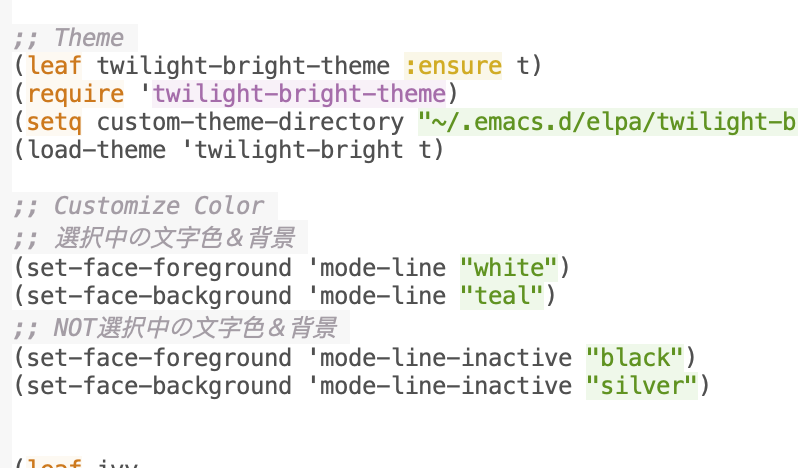 ;; Theme
(leaf twilight-bright-theme :ensure t)
(require 'twilight-bright-theme)
(setq custom-theme-directory "~/.emacs.d/elpa/twilight-b
(load-theme 'twilight-bright t)
;; Customize Color
;; 選択中の文字色＆背景
(set-face-foreground 'mode-line "white")
(set-face-background 'mode-line "teal")
;; NOT選択中の文字色＆背景
(set-face-foreground 'mode-line-inactive "black")
(set-face-background 'mode-line-inactive "silver")
(leaf ivy